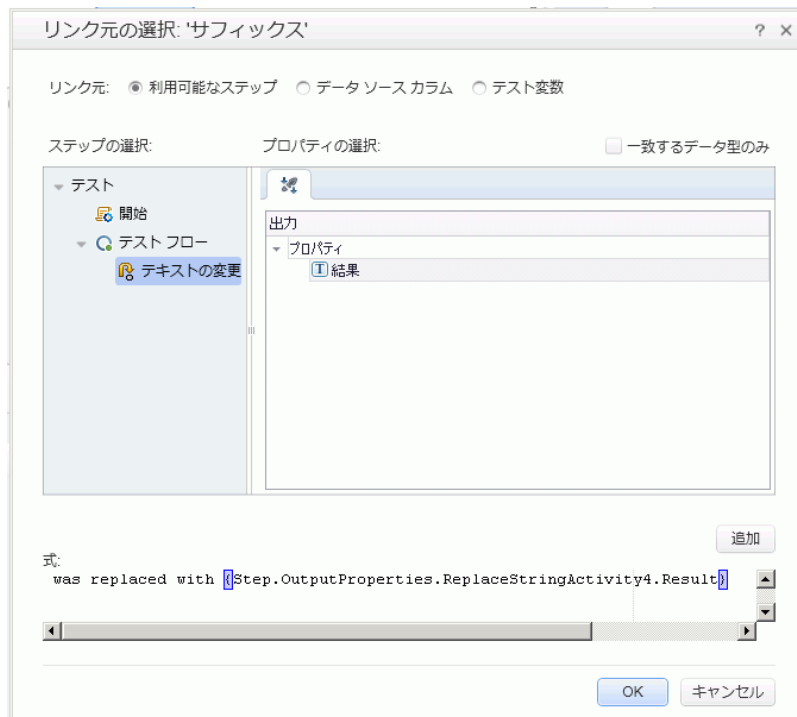 リンク元の選択: 'サフィックス'
リンク元: 利用可能なステップ データ ソース カラム テスト変数
ステップの選択: プロパティの選択: 一致するデータ型のみ
テスト
開始
テスト フロー
テキストの変更
出力
プロパティ
結果
追加
式:
was replaced with {Step.OutputProperties.ReplaceStringActivity4.Result}
OK キャンセル